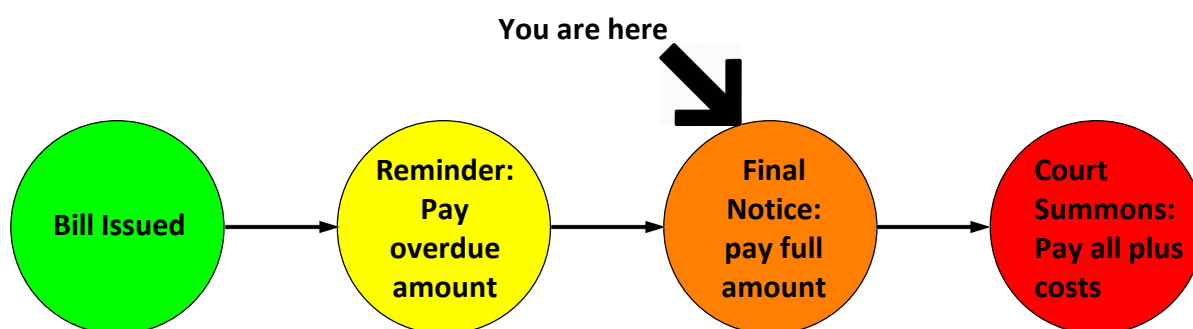 You are here
Bill Issued
Reminder:
Pay
overdue
amount
Final
Notice:
pay full
amount
Court
Summons:
Pay all plus
costs